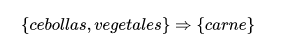 {cebollas, vegetales} ⇒ {carne}